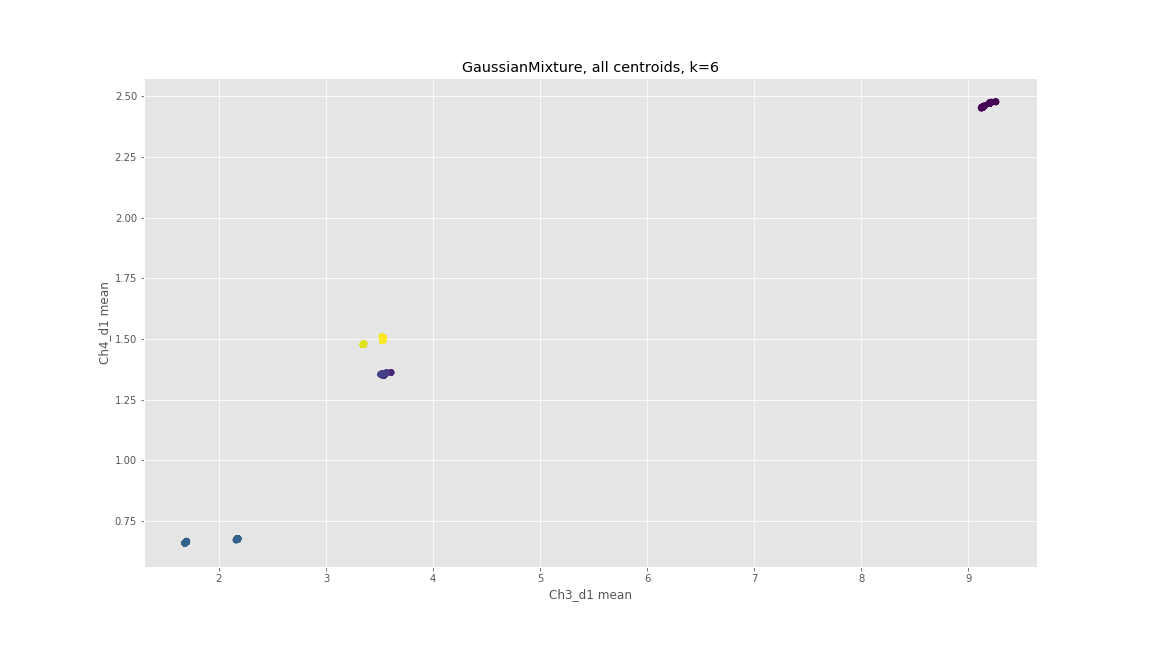 GaussianMixture, all centroids, k=6
2.50
2.25
2.00
1.75
1.50
1.25
1.00
0.75
Ch4_d1 mean
2 3 4 5 6 7 8 9
Ch3_d1 mean